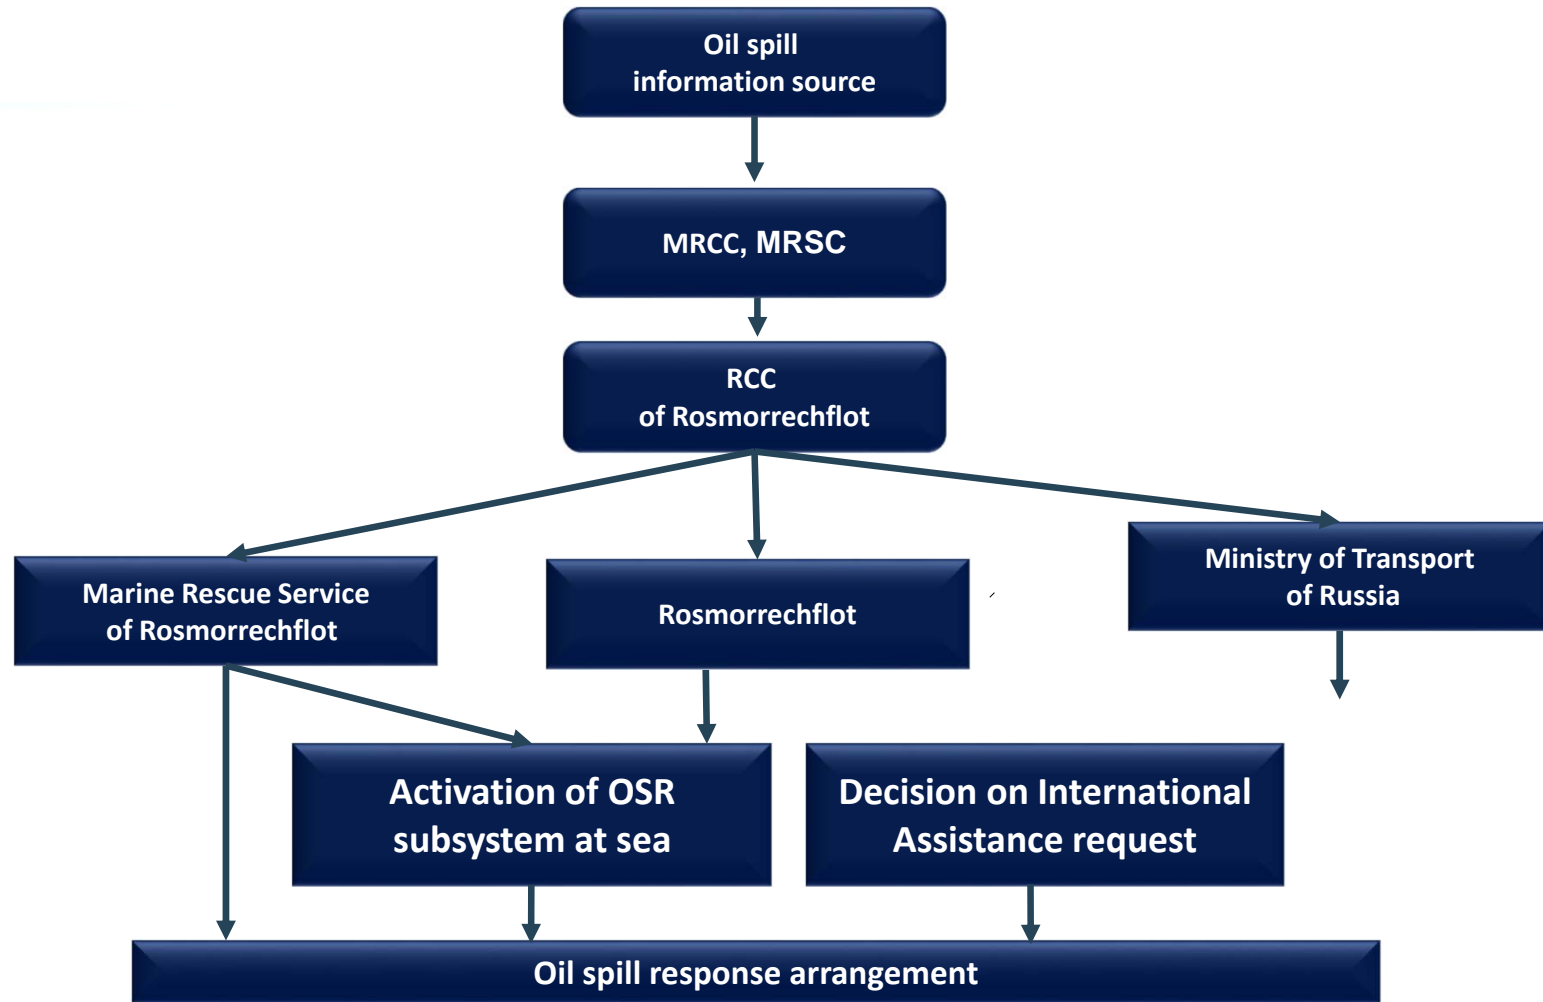 Oil spill
information source
MRCC, MRSC
RCC
of Rosmorrechflot
Marine Rescue Service
of Rosmorrechflot
Rosmorrechflot
Ministry of Transport
of Russia
Activation of OSR
subsystem at sea
Decision on International
Assistance request
Oil spill response arrangement